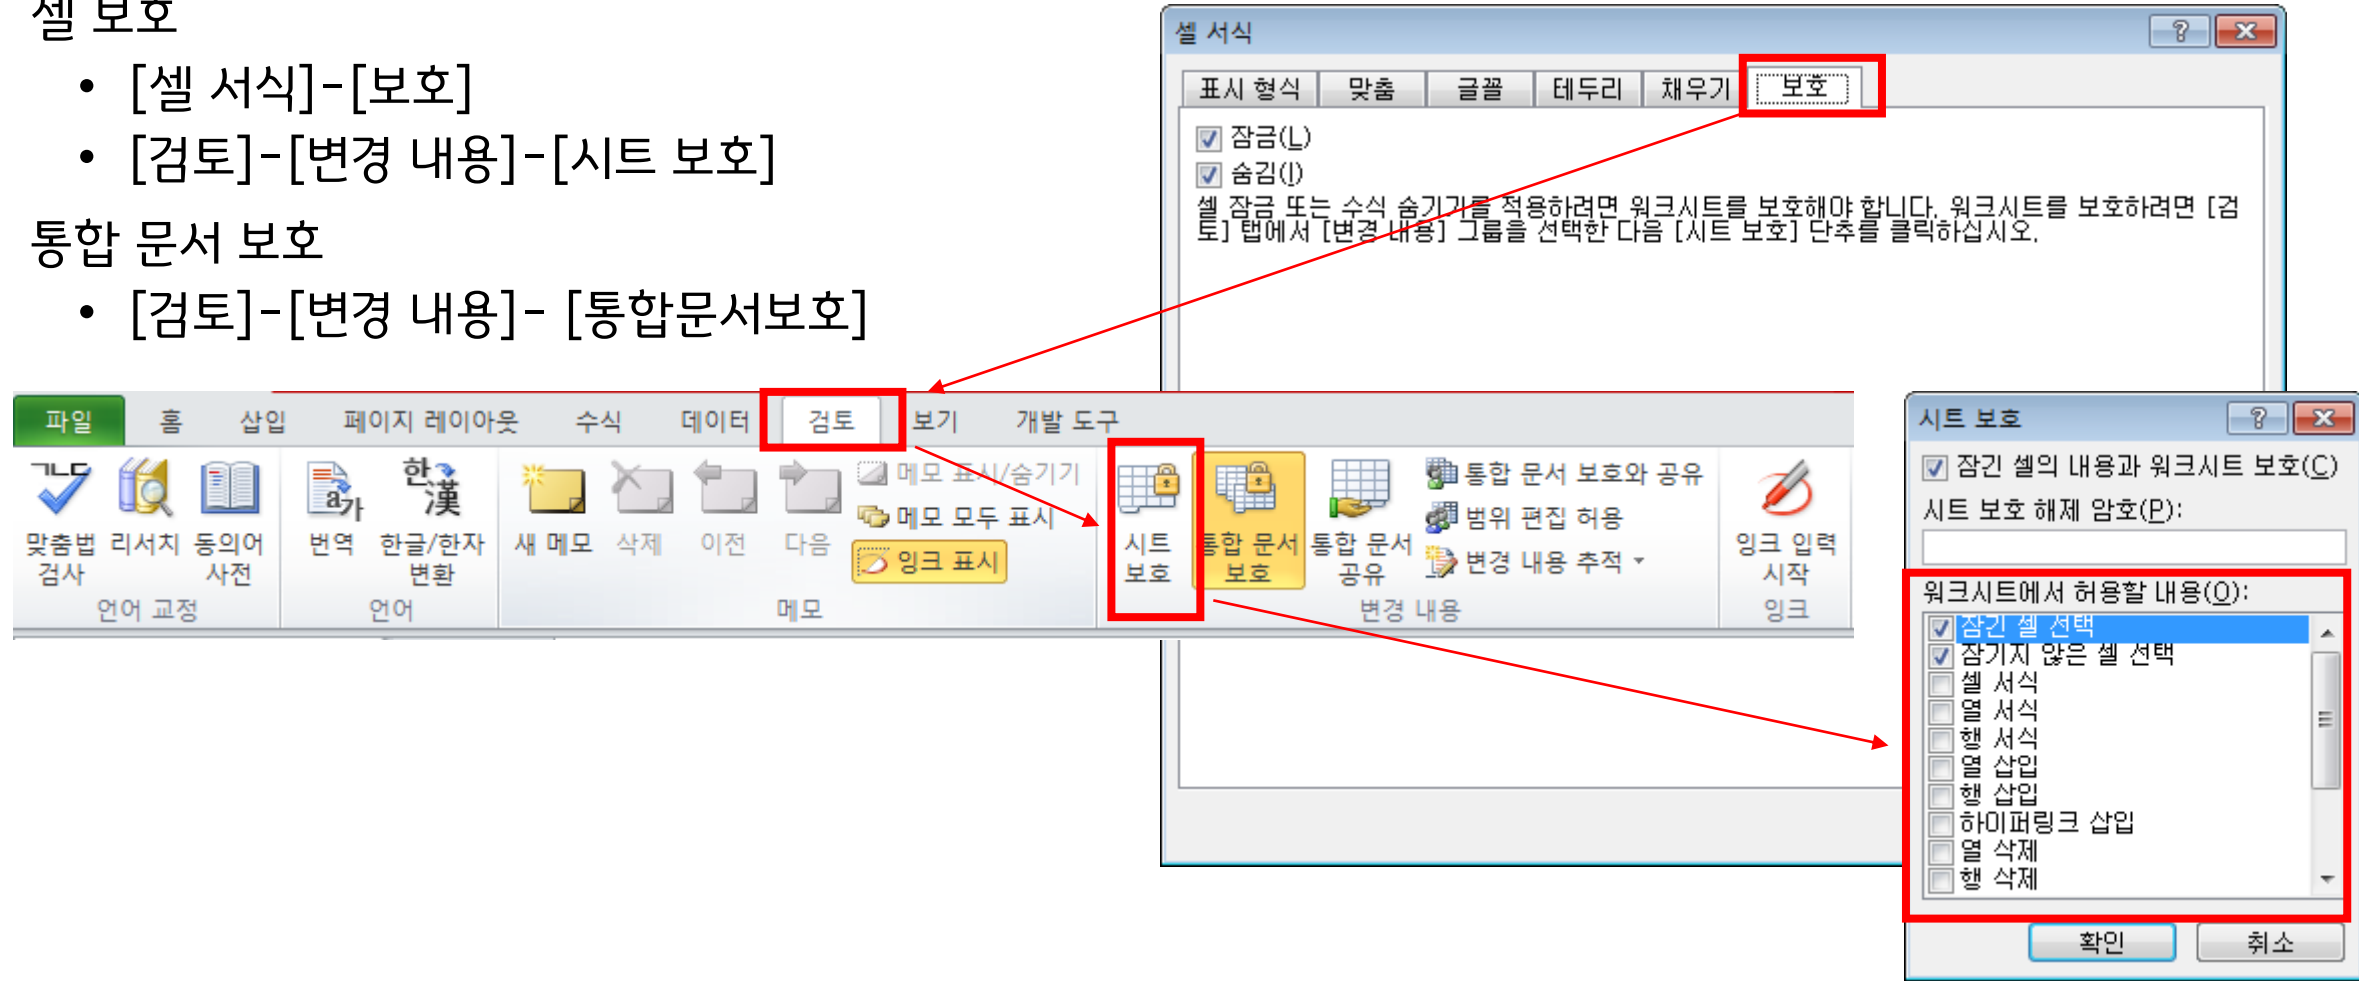 셀 보호
• [셀 서식]-[보호]
• [검토]-[변경 내용]-[시트 보호]
통합 문서 보호
• [검토]-[변경 내용]- [통합문서보호]
셀 서식
표시 형식 맞춤 글꼴 테두리 채우기 보호
잠금(L)
숨김(I)
셀 잠금 또는 수식 숨기기를 적용하려면 워크시트를 보호해야 합니다. 워크시트를 보호하려면 [검
토] 탭에서 [변경 내용] 그룹을 선택한 다음 [시트 보호] 단추를 클릭하십시오.
파일 홈 삽입 페이지 레이아웃 수식 데이터 검토 보기 개발 도구
맞춤법
검사
리서치
동의어
사전
언어 교정
번역
한글/한자
변환
언어
새 메모
삭제
이전
다음
메모 표시/숨기기
메모 모두 표시
잉크 표시
메모
시트
보호
통합 문서
보호
통합 문서
공유
통합 문서 보호와 공유
범위 편집 허용
변경 내용 추적
변경 내용
잉크 입력
시작
잉크
시트 보호
잠긴 셀의 내용과 워크시트 보호(C)
시트 보호 해제 암호(P):
워크시트에서 허용할 내용(O):
잠긴 셀 선택
잠기지 않은 셀 선택
셀 서식
열 서식
행 서식
열 삽입
행 삽입
하이퍼링크 삽입
열 삭제
행 삭제
확인 취소